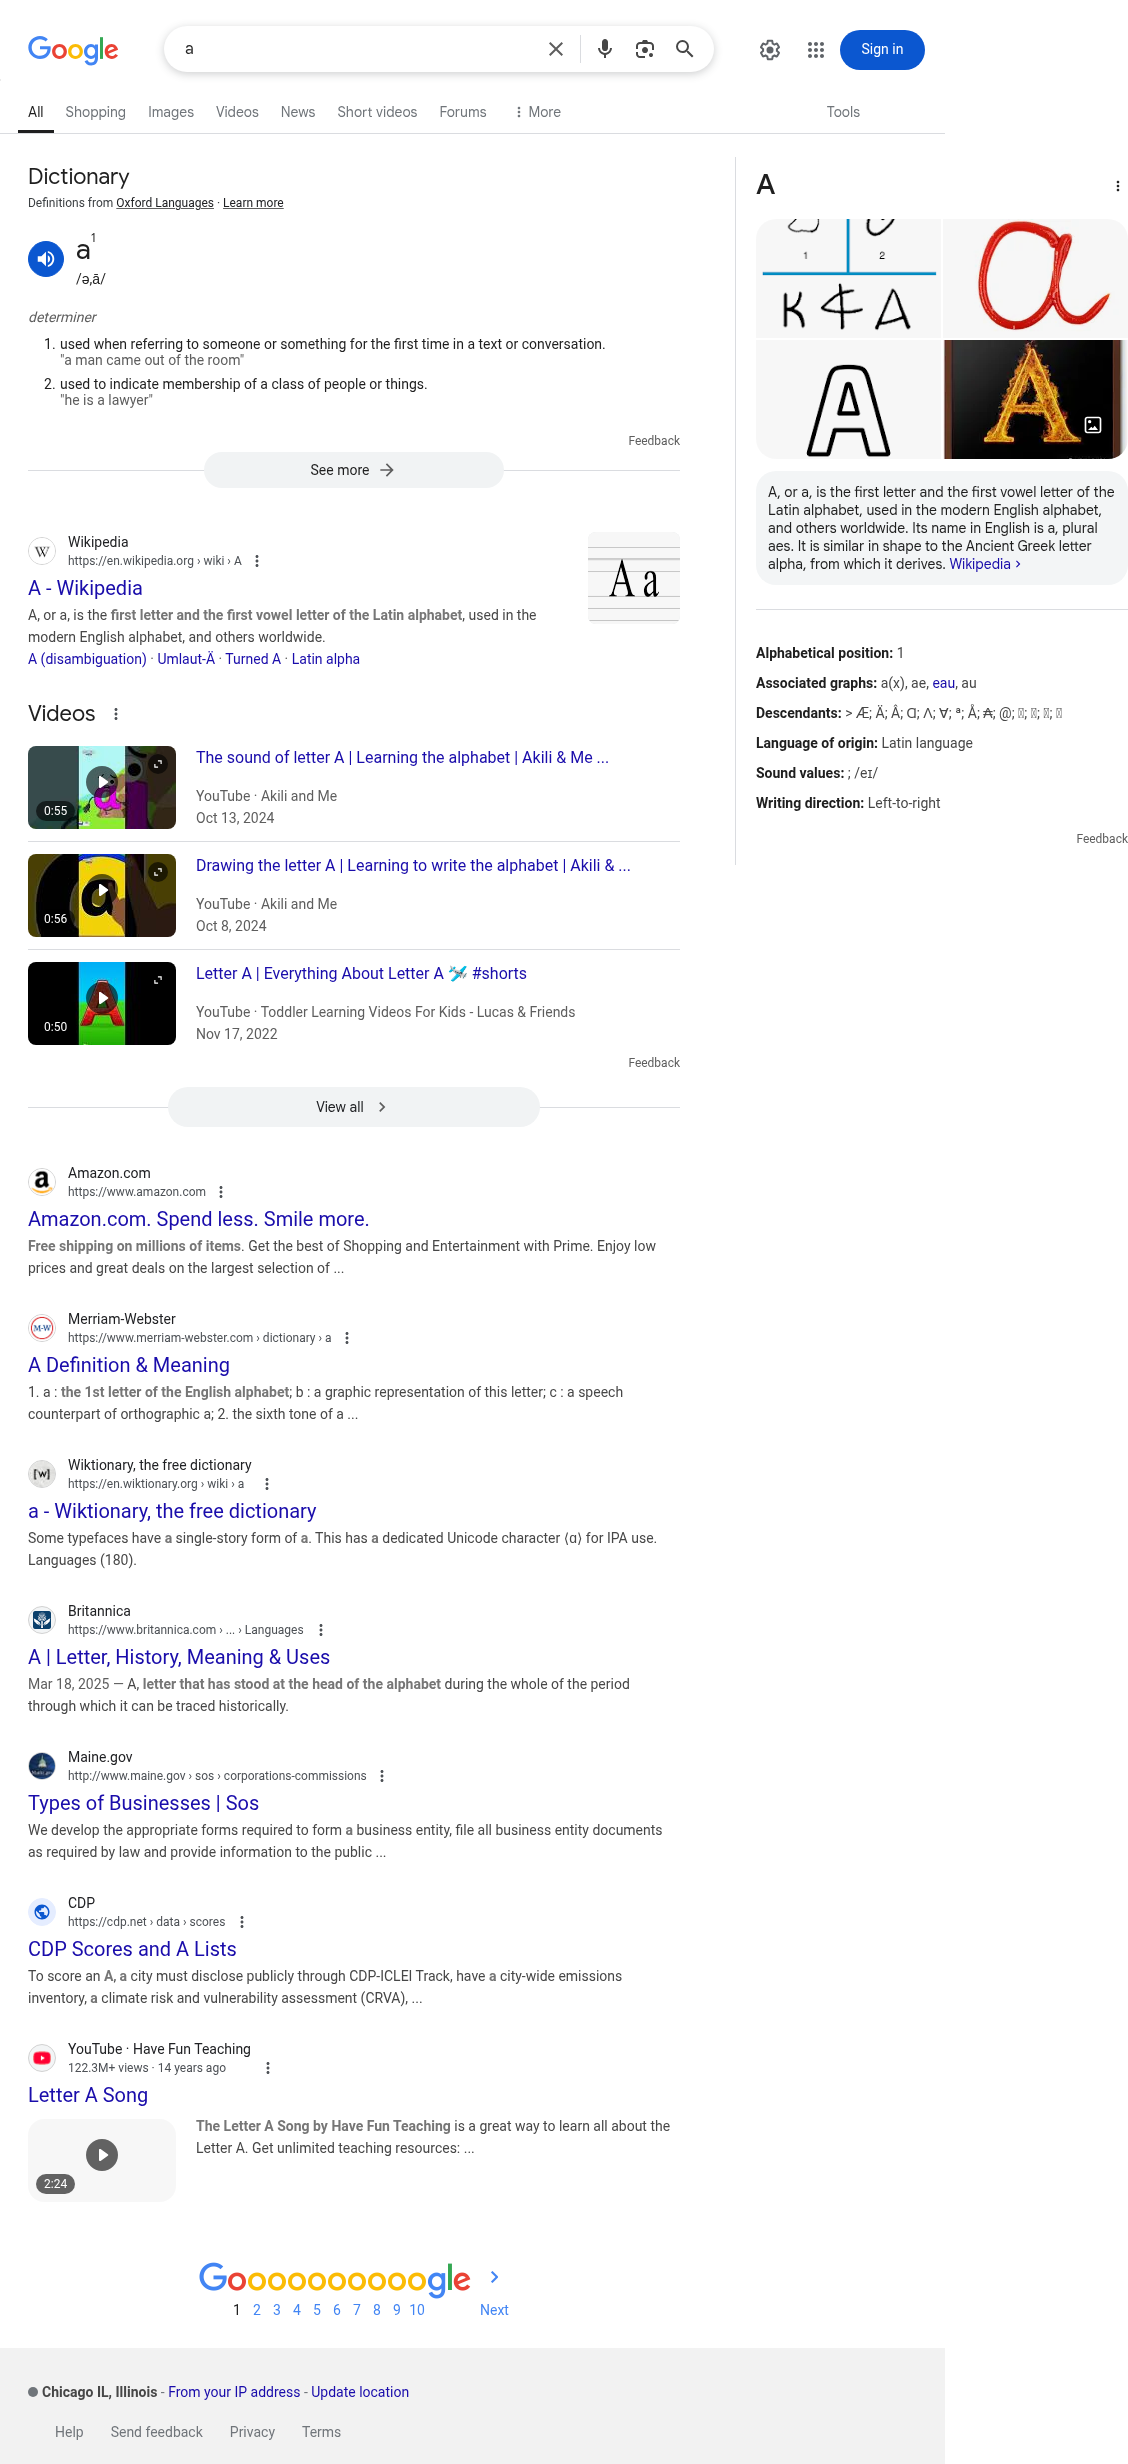 Google
a
Sign in
All
Shopping
Images
Videos
News
Short videos
Forums
More
Tools
Dictionary
Definitions from Oxford Languages · Learn more
a1
/ə,ā/
determiner
1. used when referring to someone or something for the first time in a text or conversation.
"a man came out of the room"
2. used to indicate membership of a class of people or things.
"he is a lawyer"
Feedback
See more
Wikipedia
https://en.wikipedia.org › wiki › A
A - Wikipedia
A, or a, is the first letter and the first vowel letter of the Latin alphabet, used in the
modern English alphabet, and others worldwide.
A (disambiguation) · Umlaut-Ä · Turned A · Latin alpha
W
A a
Videos
The sound of letter A | Learning the alphabet | Akili & Me ...
YouTube · Akili and Me
Oct 13, 2024
0:55
Drawing the letter A | Learning to write the alphabet | Akili & ...
YouTube · Akili and Me
Oct 8, 2024
a
0:56
Letter A | Everything About Letter A 🛩️ #shorts
YouTube · Toddler Learning Videos For Kids - Lucas & Friends
Nov 17, 2022
A
0:50
Feedback
View all
a
Amazon.com
https://www.amazon.com
Amazon.com. Spend less. Smile more.
Free shipping on millions of items. Get the best of Shopping and Entertainment with Prime. Enjoy low
prices and great deals on the largest selection of ...
M-W
Merriam-Webster
https://www.merriam-webster.com › dictionary › a
A Definition & Meaning
1. a : the 1st letter of the English alphabet; b : a graphic representation of this letter; c : a speech
counterpart of orthographic a; 2. the sixth tone of a ...
[w]
Wiktionary, the free dictionary
https://en.wiktionary.org › wiki › a
a - Wiktionary, the free dictionary
Some typefaces have a single-story form of a. This has a dedicated Unicode character ⟨ɑ⟩ for IPA use.
Languages (180).
Britannica
https://www.britannica.com › ... › Languages
A | Letter, History, Meaning & Uses
Mar 18, 2025 — A, letter that has stood at the head of the alphabet during the whole of the period
through which it can be traced historically.
Maine.gov
http://www.maine.gov › sos › corporations-commissions
Types of Businesses | Sos
We develop the appropriate forms required to form a business entity, file all business entity documents
as required by law and provide information to the public ...
CDP
https://cdp.net › data › scores
CDP Scores and A Lists
To score an A, a city must disclose publicly through CDP-ICLEI Track, have a city-wide emissions
inventory, a climate risk and vulnerability assessment (CRVA), ...
YouTube · Have Fun Teaching
122.3M+ views · 14 years ago
Letter A Song
The Letter A Song by Have Fun Teaching is a great way to learn all about the
Letter A. Get unlimited teaching resources: ...
2:24
Goooooooooogle
1 2 3 4 5 6 7 8 9 10 Next
Chicago IL, Illinois - From your IP address - Update location
Help
Send feedback
Privacy
Terms
A
1 2
a
A
A
A, or a, is the first letter and the first vowel letter of the
Latin alphabet, used in the modern English alphabet,
and others worldwide. Its name in English is a, plural
aes. It is similar in shape to the Ancient Greek letter
alpha, from which it derives. Wikipedia ›
Alphabetical position: 1
Associated graphs: a(x), ae, eau, au
Descendants: > Æ; Ä; Â; Ɑ; Λ; Ɐ; ª; Å; ₳; @;
Language of origin: Latin language
Sound values: ; /eɪ/
Writing direction: Left-to-right
Feedback